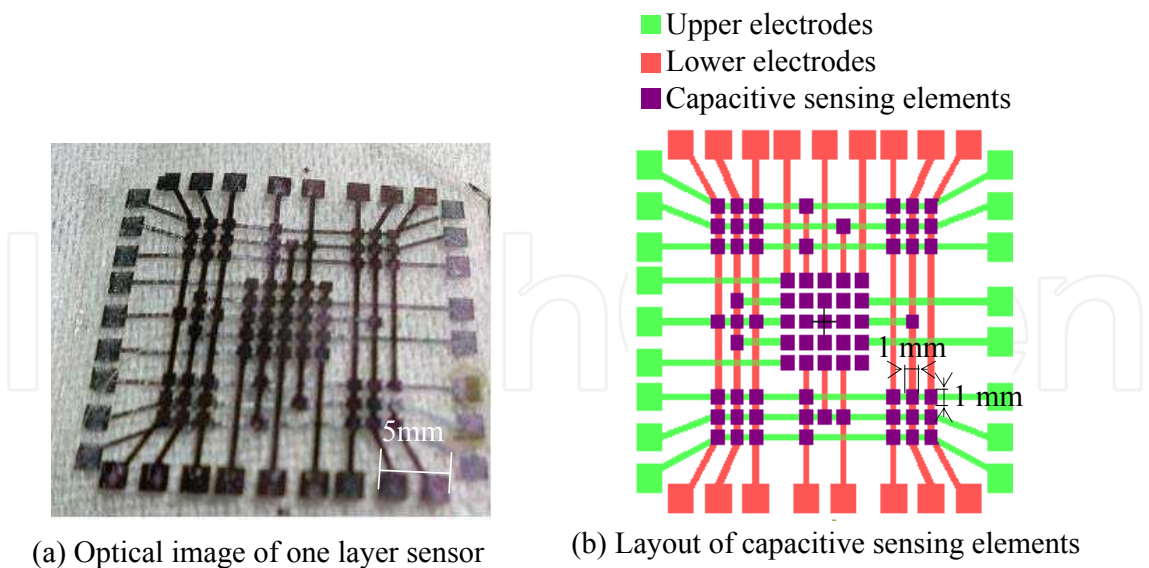 Upper electrodes
Lower electrodes
Capacitive sensing elements
1 mm
1 mm
5mm
(a) Optical image of one layer sensor
(b) Layout of capacitive sensing elements